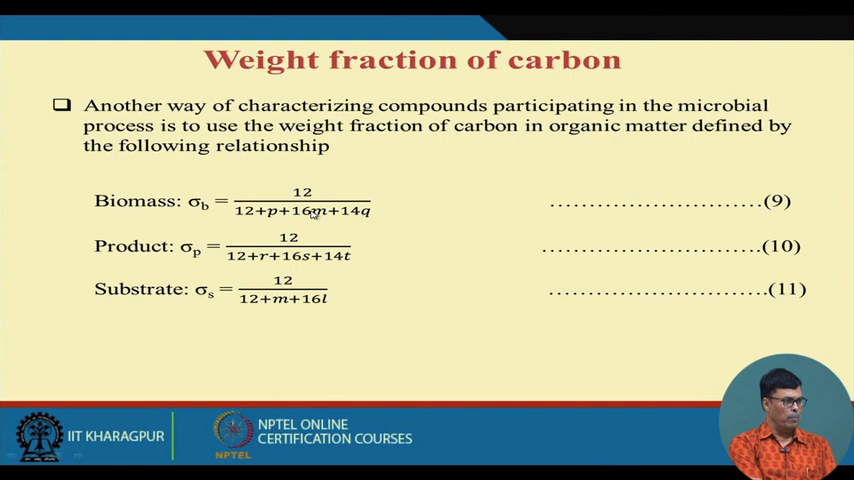 Weight fraction of carbon
❑ Another way of characterizing compounds participating in the microbial
process is to use the weight fraction of carbon in organic matter defined by
the following relationship
Biomass: σb = 12 / 12+p+16m+14q ..............................(9)
Product: σp = 12 / 12+r+16s+14t ..............................(10)
Substrate: σs = 12 / 12+m+16l ..............................(11)
IIT KHARAGPUR
NPTEL
NPTEL ONLINE
CERTIFICATION COURSES